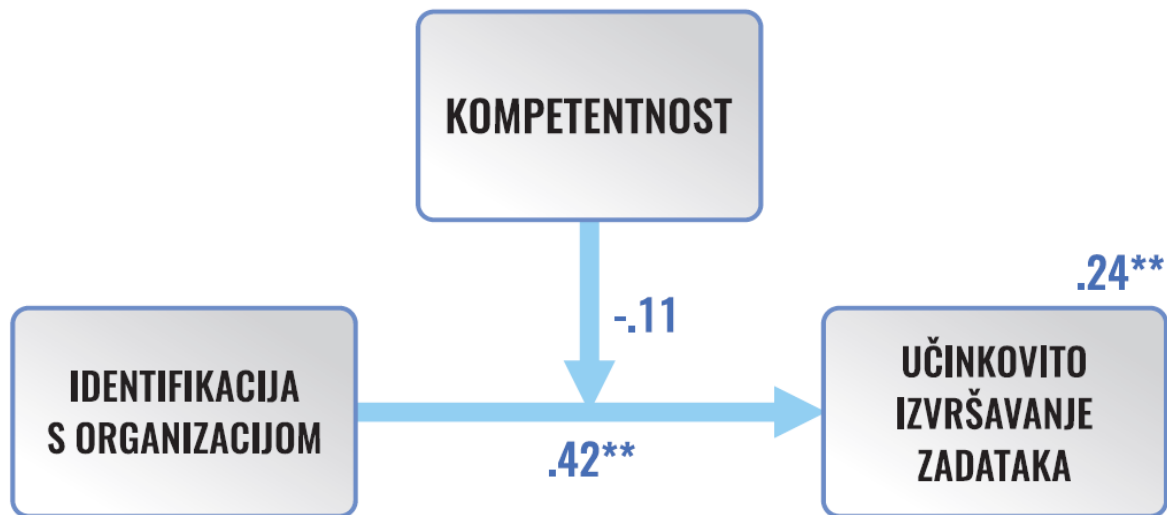 KOMPETENTNOST
-.11
.24**
IDENTIFIKACIJA
S ORGANIZACIJOM
.42**
UČINKOVITO
IZVRŠAVANJE
ZADATAKA